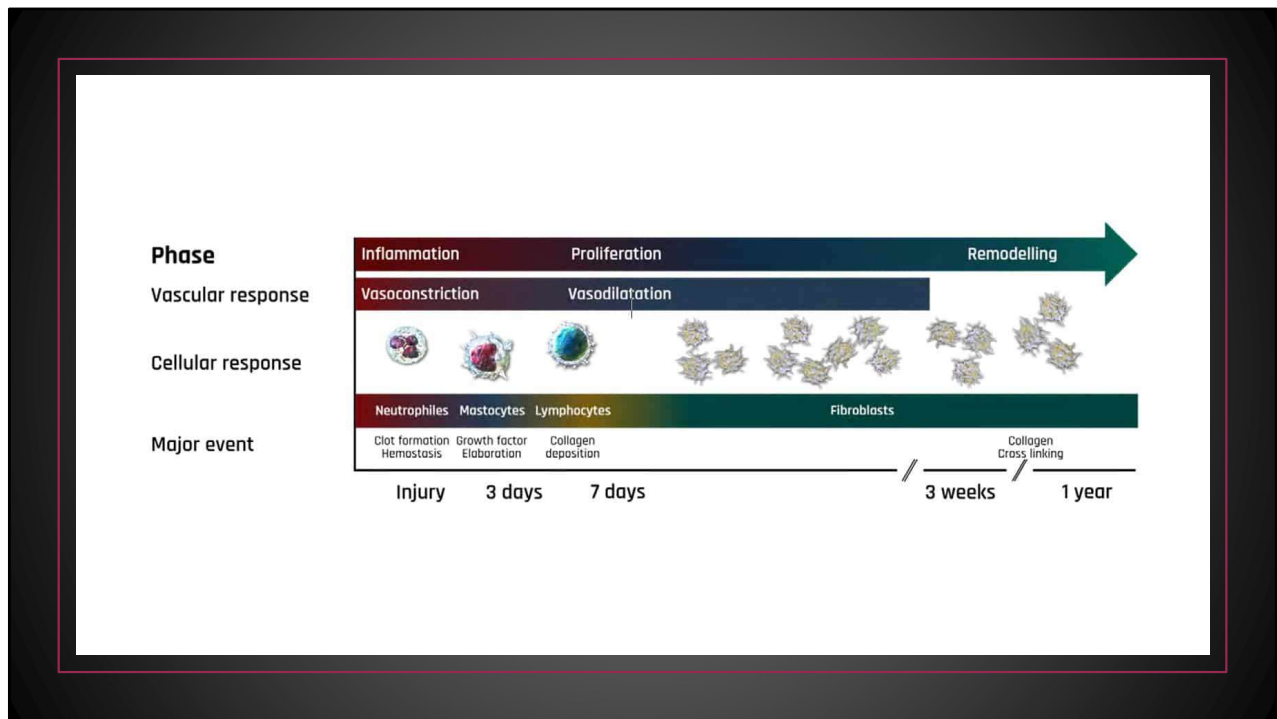 Phase
Inflammation Proliferation Remodelling
Vascular response
Vasoconstriction Vasodilatation
Cellular response
Neutrophiles Mastocytes Lymphocytes Fibroblasts
Major event
Clot formation Growth factor Collagen Collagen
Hemostasis Elaboration deposition Cross linking
Injury 3 days 7 days 3 weeks 1 year